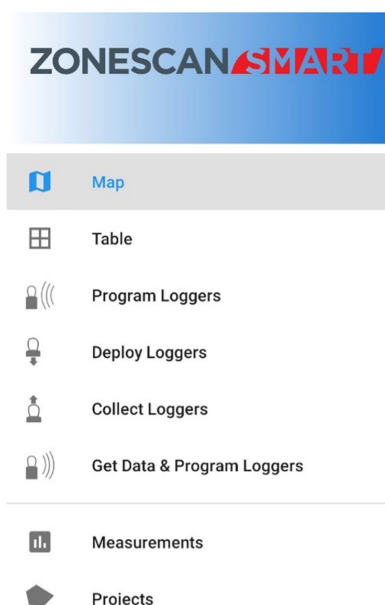 ZONESCAN SMART
Map
Table
Program Loggers
Deploy Loggers
Collect Loggers
Get Data & Program Loggers
Measurements
Projects